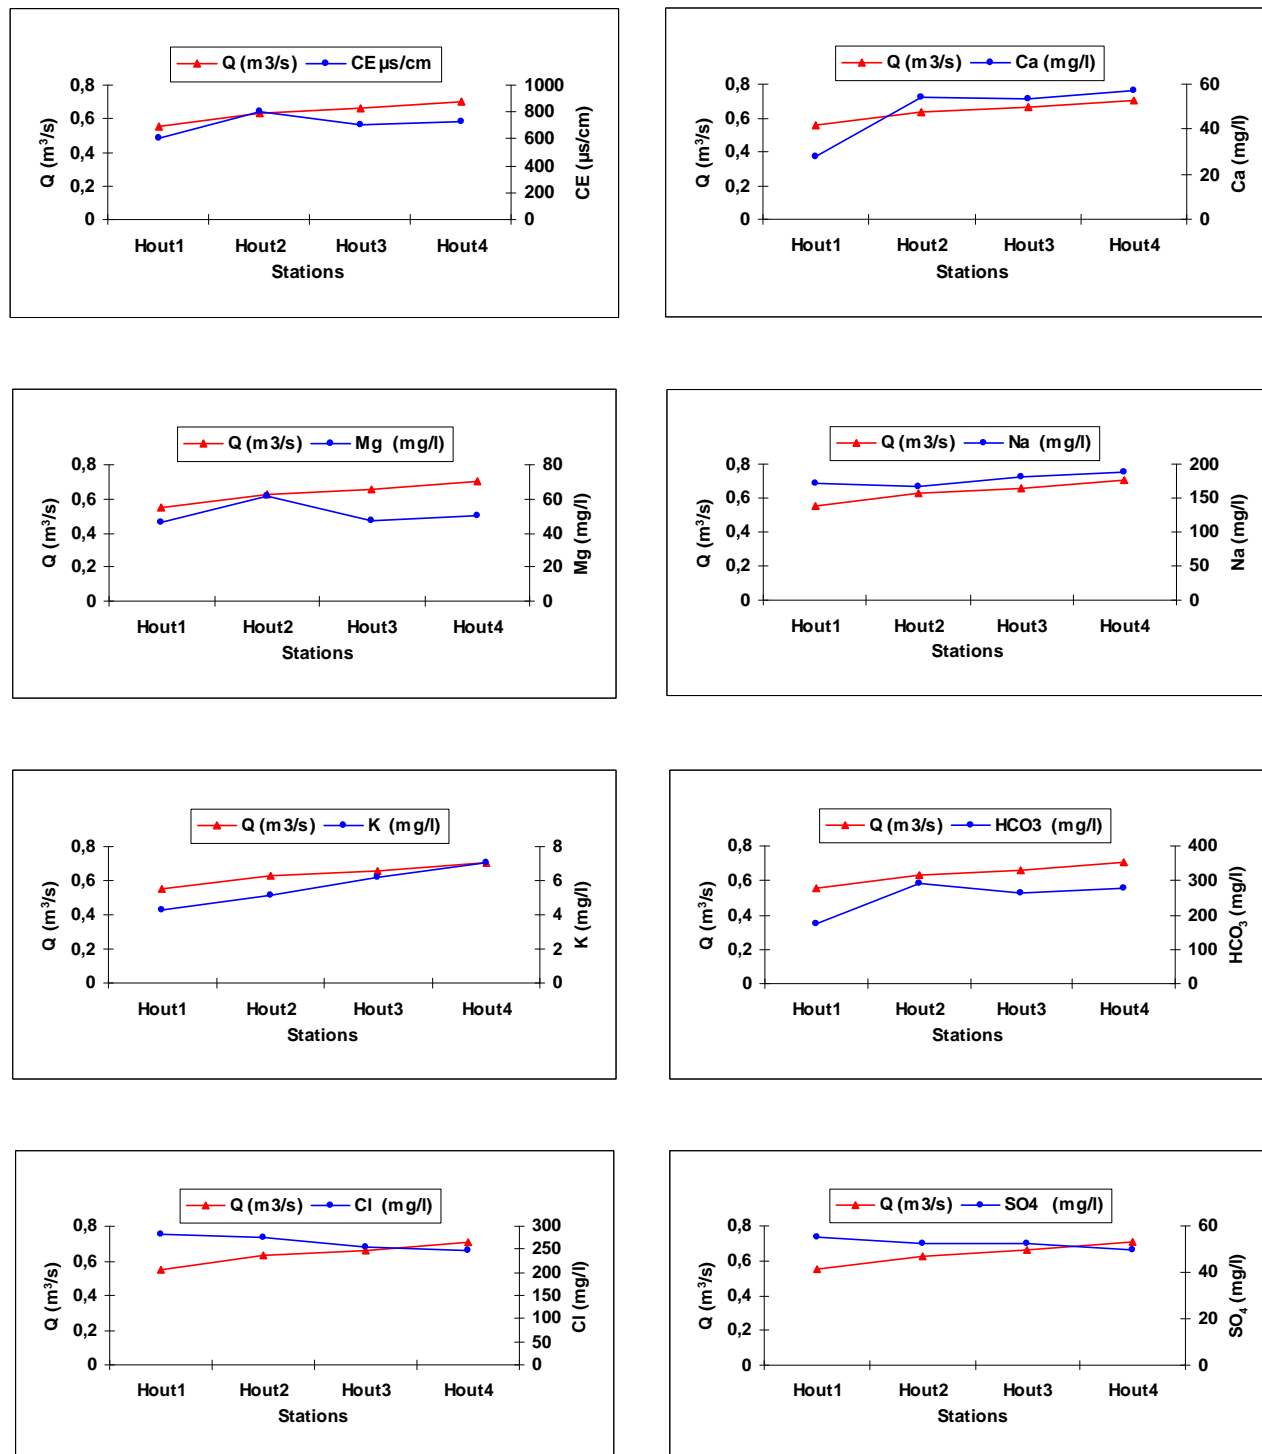 Q (m3/s) CE µs/cm
0,8 1000
0,6 800
0,4 600
0,2 400
0 200
0
Q (m³/s)
CE (µs/cm)
Hout1 Hout2 Hout3 Hout4
Stations
Q (m3/s) Ca (mg/l)
0,8 60
0,6 40
0,4 20
0,2 0
0
Q (m³/s)
Ca (mg/l)
Hout1 Hout2 Hout3 Hout4
Stations
Q (m3/s) Mg (mg/l)
0,8 80
0,6 60
0,4 40
0,2 20
0 0
Q (m³/s)
Mg (mg/l)
Hout1 Hout2 Hout3 Hout4
Stations
Q (m3/s) Na (mg/l)
0,8 200
0,6 150
0,4 100
0,2 50
0 0
Q (m³/s)
Na (mg/l)
Hout1 Hout2 Hout3 Hout4
Stations
Q (m3/s) K (mg/l)
0,8 8
0,6 6
0,4 4
0,2 2
0 0
Q (m³/s)
K (mg/l)
Hout1 Hout2 Hout3 Hout4
Stations
Q (m3/s) HCO3 (mg/l)
0,8 400
0,6 300
0,4 200
0,2 100
0 0
Q (m³/s)
HCO₃ (mg/l)
Hout1 Hout2 Hout3 Hout4
Stations
Q (m3/s) Cl (mg/l)
0,8 300
0,6 250
0,4 200
0,2 150
0 100
50
0
Q (m³/s)
Cl (mg/l)
Hout1 Hout2 Hout3 Hout4
Stations
Q (m3/s) SO4 (mg/l)
0,8 60
0,6 40
0,4 20
0,2 0
0
Q (m³/s)
SO₄ (mg/l)
Hout1 Hout2 Hout3 Hout4
Stations